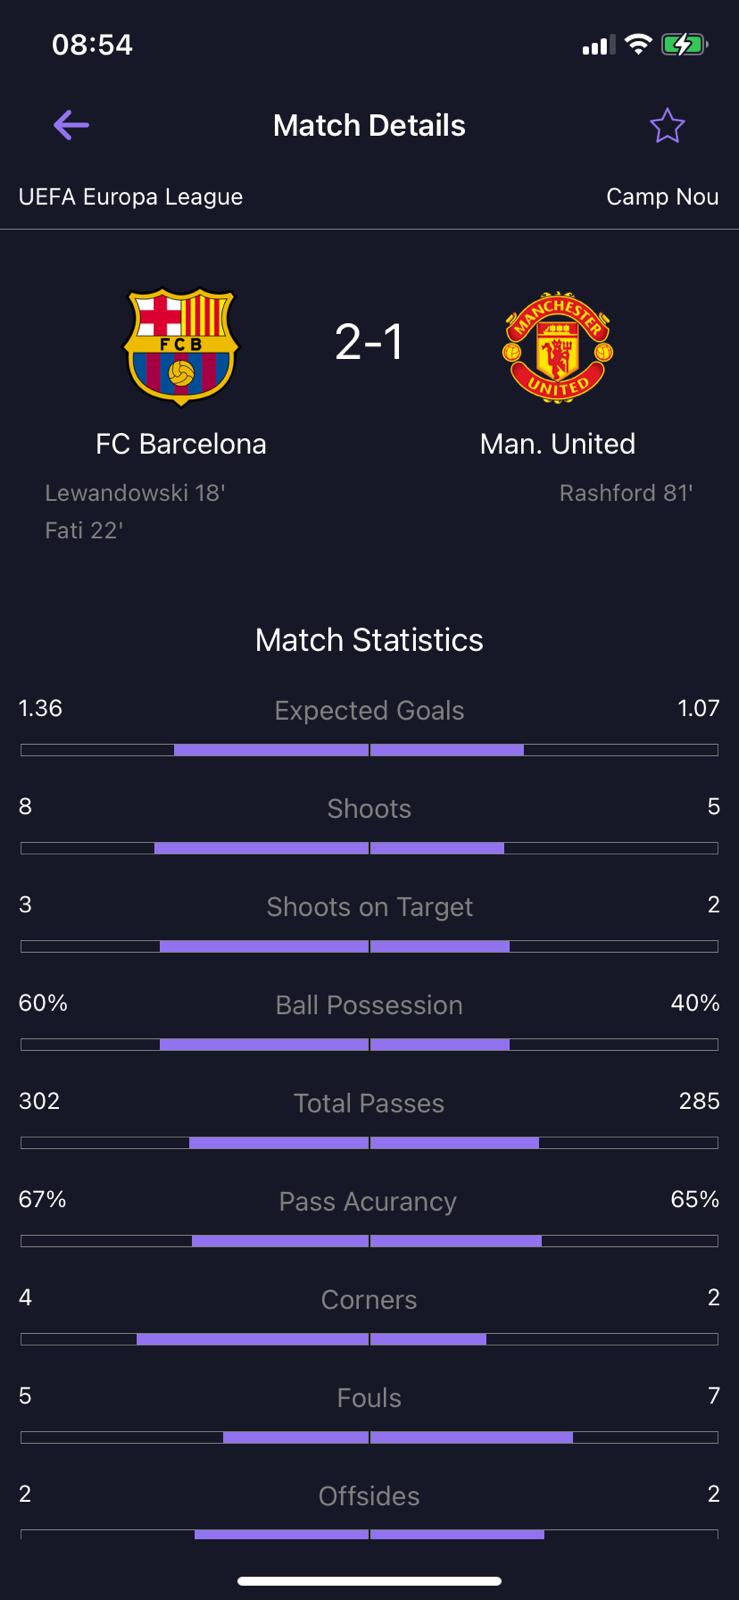 08:54
Match Details
UEFA Europa League Camp Nou
FCB
MANCHESTER
UNITED
2-1
FC Barcelona Man. United
Lewandowski 18' Rashford 81'
Fati 22'
Match Statistics
1.36 Expected Goals 1.07
8 Shoots 5
3 Shoots on Target 2
60% Ball Possession 40%
302 Total Passes 285
67% Pass Acurancy 65%
4 Corners 2
5 Fouls 7
2 Offsides 2